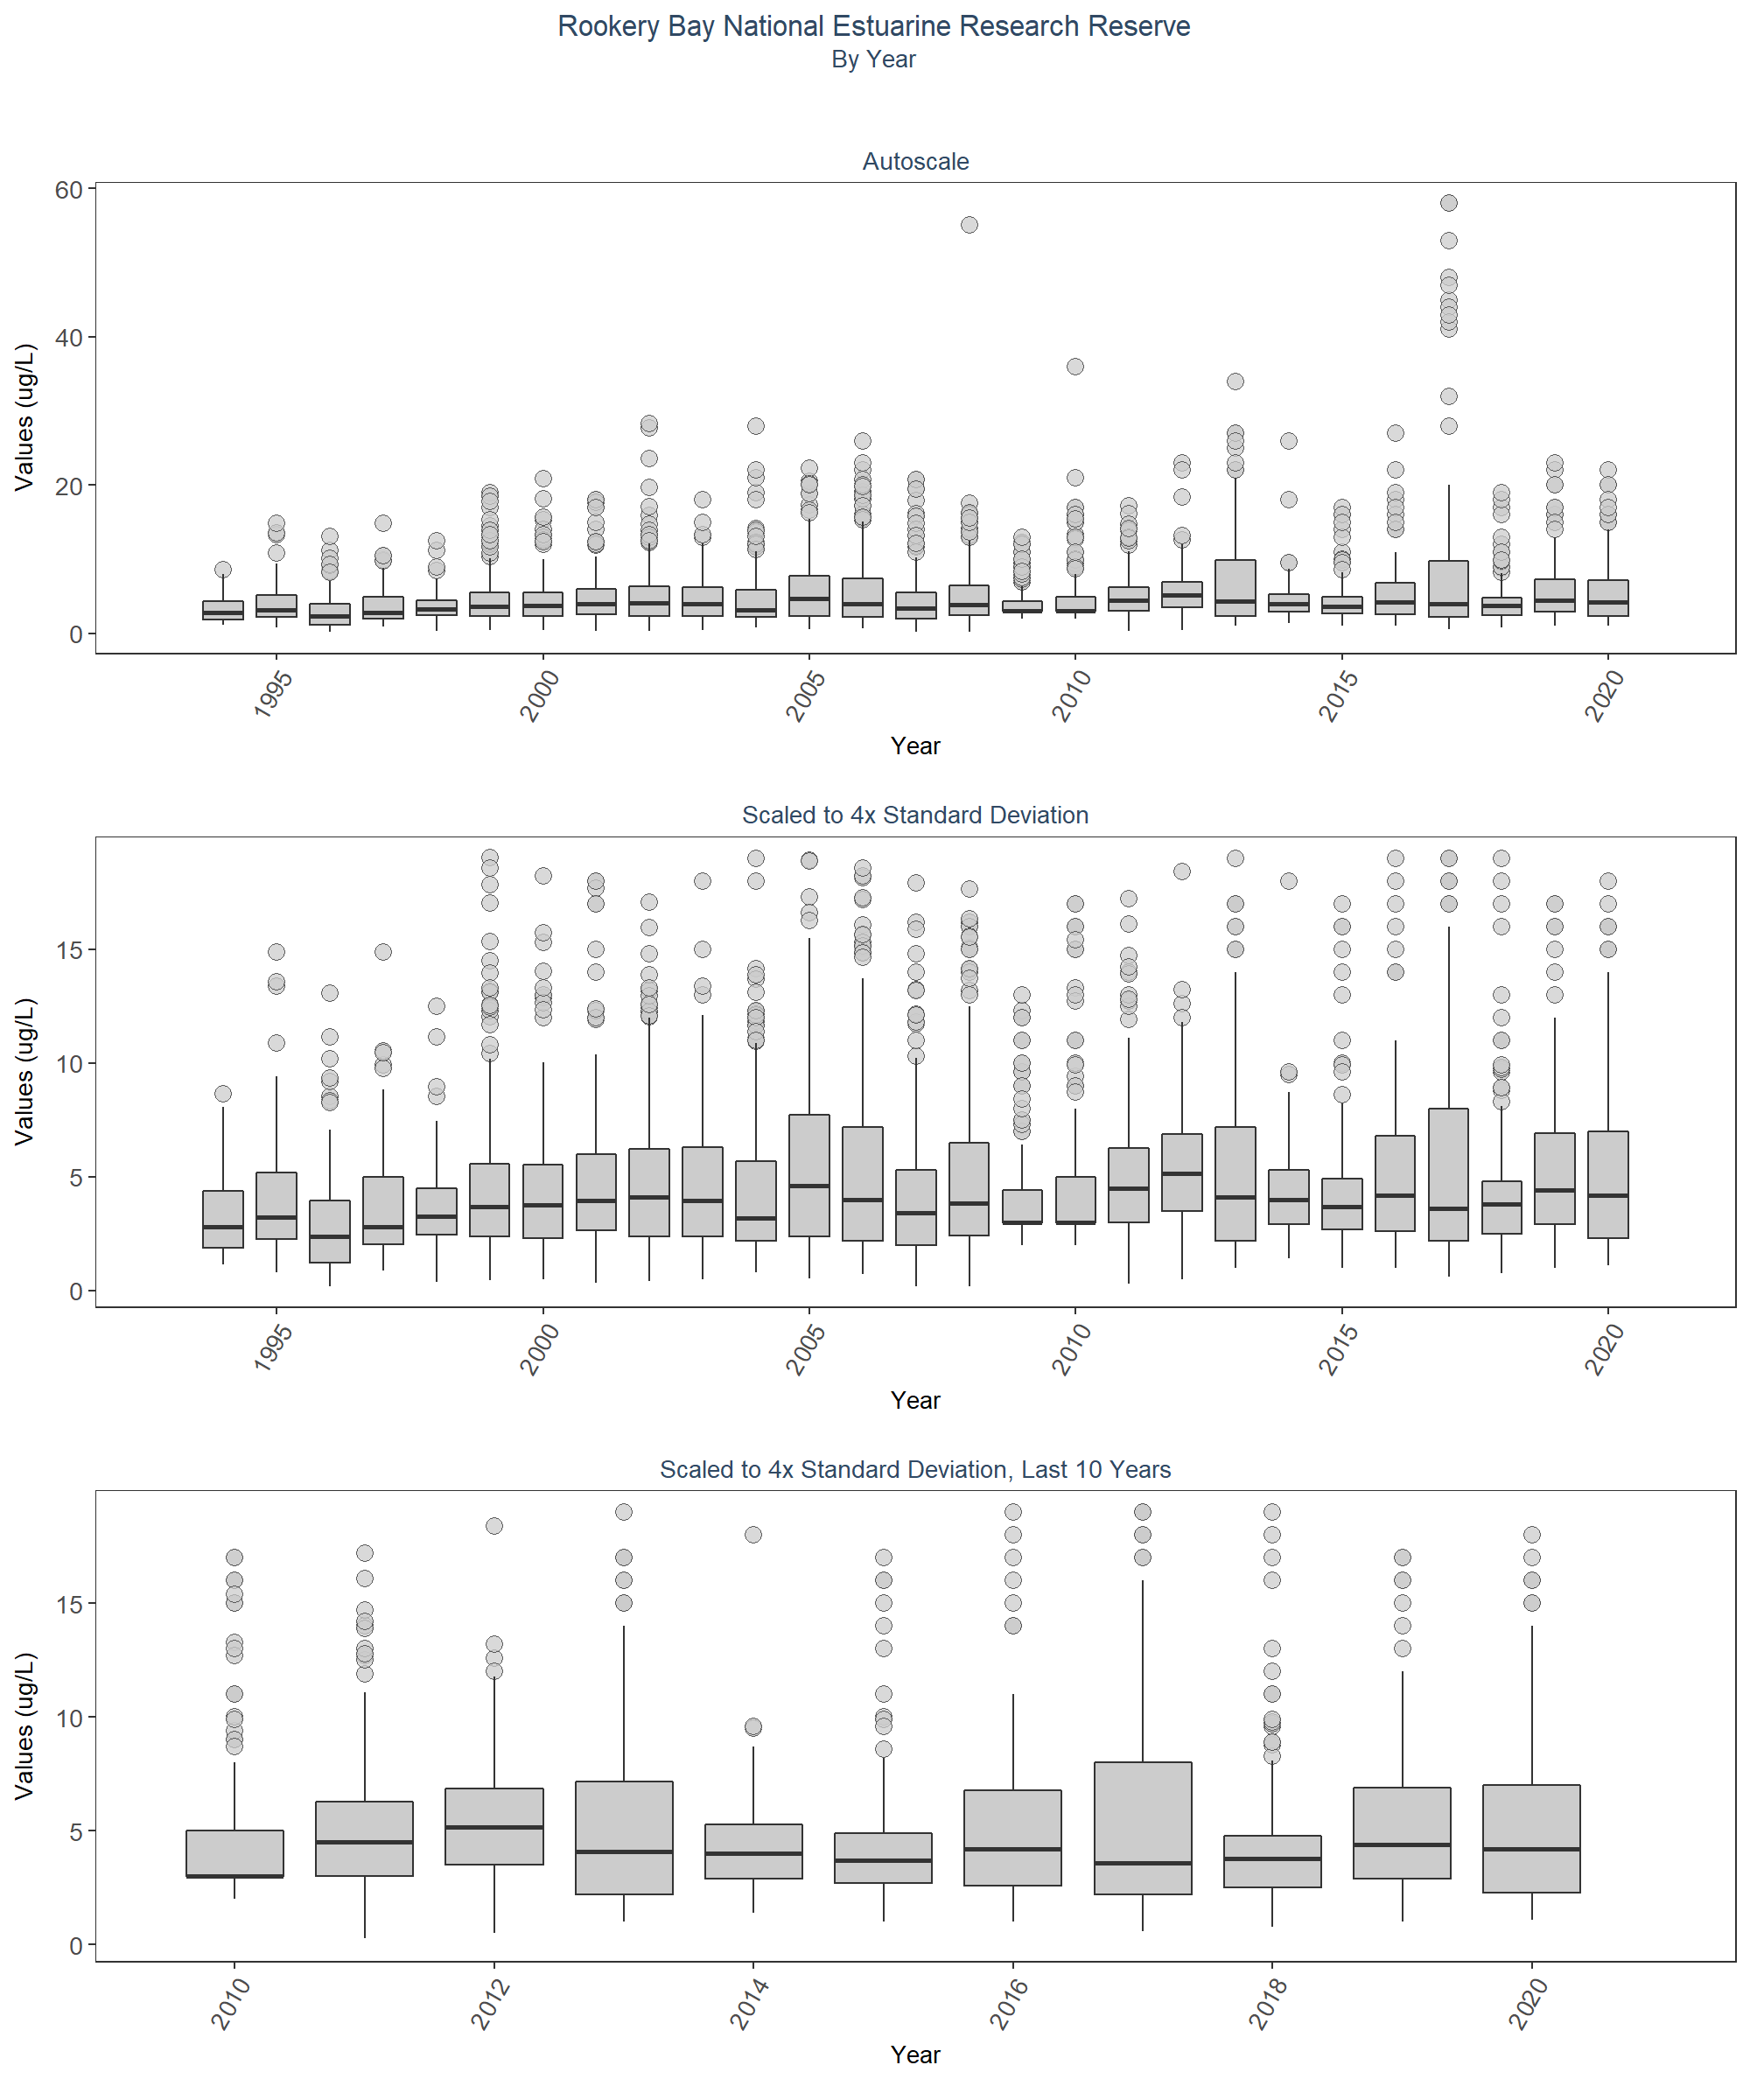 Rookery Bay National Estuarine Research Reserve
By Year
Autoscale
Values (ug/L)
60
40
20
0
1995 2000 2005 2010 2015 2020
Year
Scaled to 4x Standard Deviation
Values (ug/L)
15
10
5
0
1995 2000 2005 2010 2015 2020
Year
Scaled to 4x Standard Deviation, Last 10 Years
Values (ug/L)
15
10
5
0
2010 2012 2014 2016 2018 2020
Year